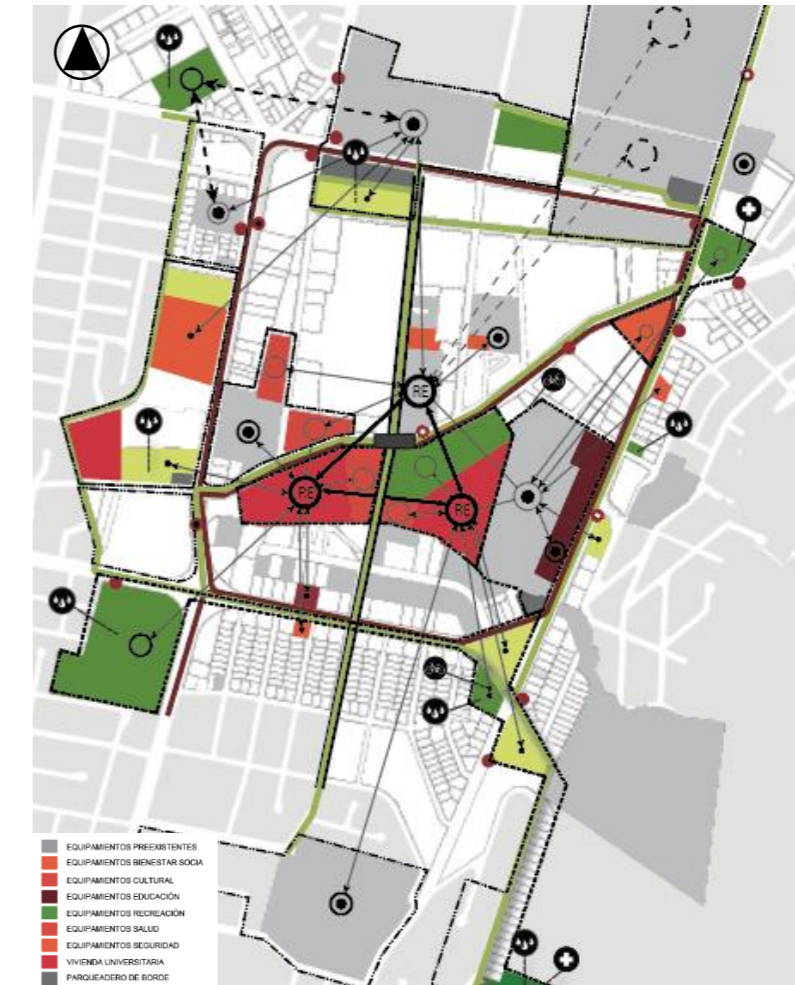 RE
RE
RE
EQUIPAMIENTOS PREEXISTENTES
EQUIPAMIENTOS BIENESTAR SOCIA
EQUIPAMIENTOS CULTURAL
EQUIPAMIENTOS EDUCACIÓN
EQUIPAMIENTOS RECREACIÓN
EQUIPAMIENTOS SALUD
EQUIPAMIENTOS SEGURIDAD
VIVIENDA UNIVERSITARIA
PARQUEADERO DE BORDE